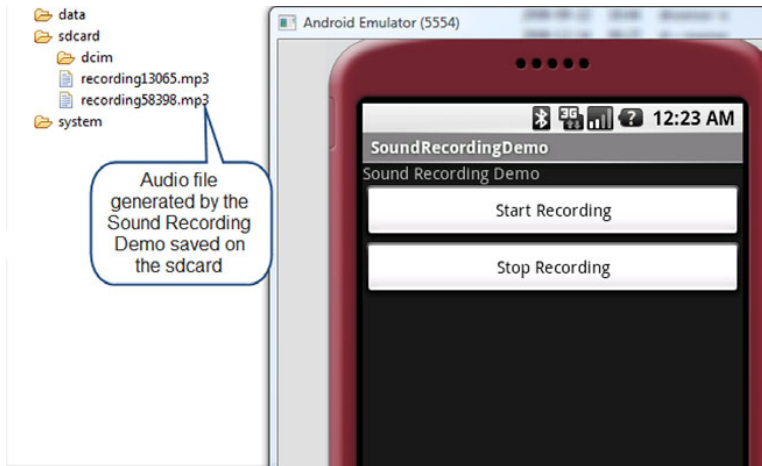 data
sdcard
dcim
recording13065.mp3
recording58398.mp3
system
Audio file
generated by the
Sound Recording
Demo saved on
the sdcard
Android Emulator (5554)
3G
?
12:23 AM
SoundRecordingDemo
Sound Recording Demo
Start Recording
Stop Recording